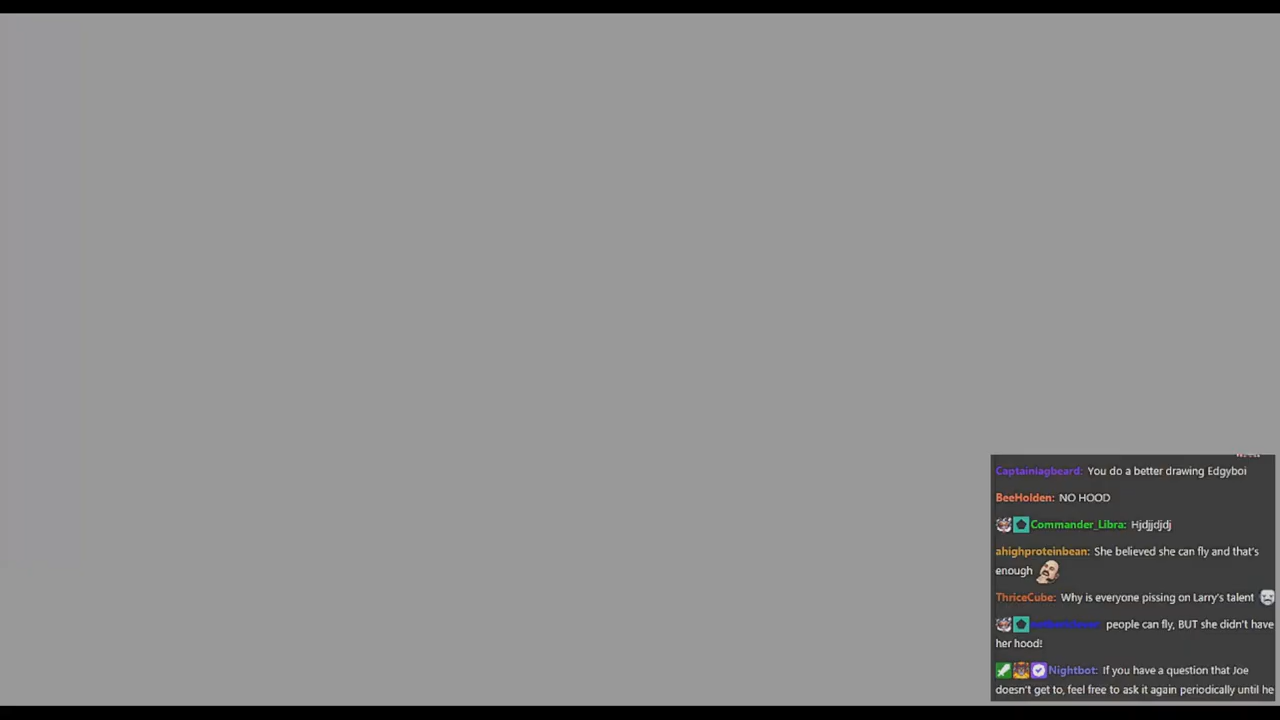 Captainlagbeard: You do a better drawing Edgyboi
BeeHolden: NO HOOD
Commander_Libra: Hjdjjdjdj
ahighproteinbean: She believed she can fly and that's
enough
ThriceCube: Why is everyone pissing on Larry's talent
people can fly, BUT she didn't have
her hood!
Nightbot: If you have a question that Joe
doesn't get to, feel free to ask it again periodically until he